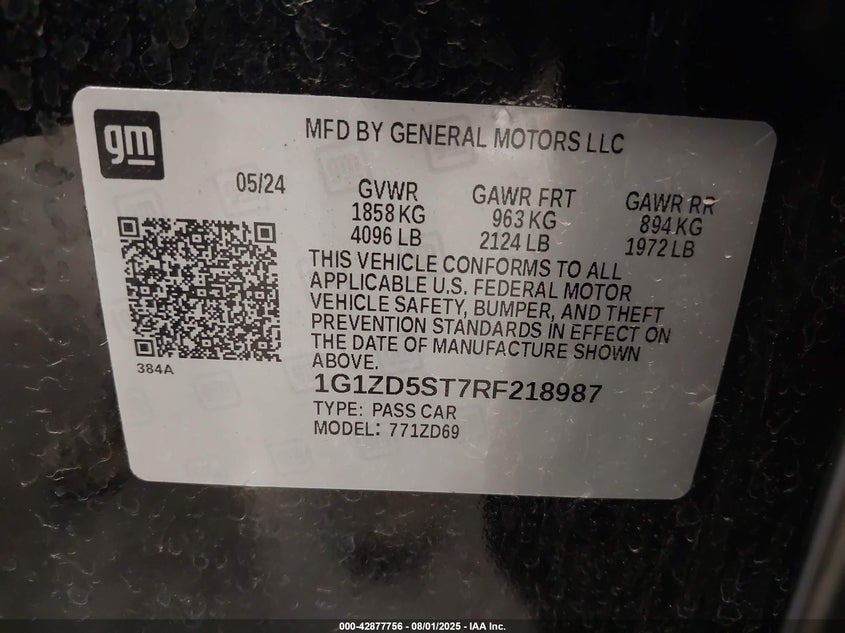 gm
MFD BY GENERAL MOTORS LLC
05/24
GVWR
1858 KG
4096 LB
GAWR FRT
963 KG
2124 LB
GAWR RR
894 KG
1972 LB
THIS VEHICLE CONFORMS TO ALL
APPLICABLE U.S. FEDERAL MOTOR
VEHICLE SAFETY, BUMPER, AND THEFT
PREVENTION STANDARDS IN EFFECT ON
THE DATE OF MANUFACTURE SHOWN
ABOVE.
384A
1G1ZD5ST7RF218987
TYPE: PASS CAR
MODEL: 771ZD69
000-42877756 - 08/01/2025 - IAA Inc.